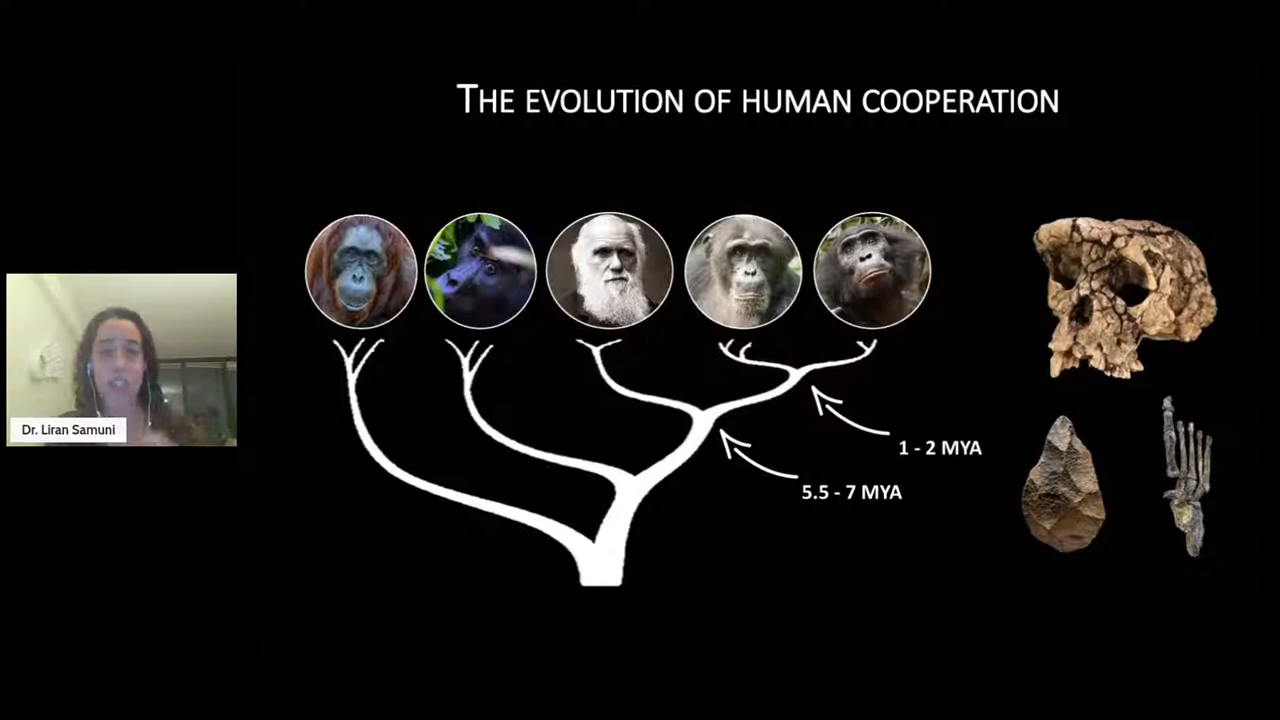 THE EVOLUTION OF HUMAN COOPERATION
1 - 2 MYA
5.5 - 7 MYA
Dr. Liran Samuni